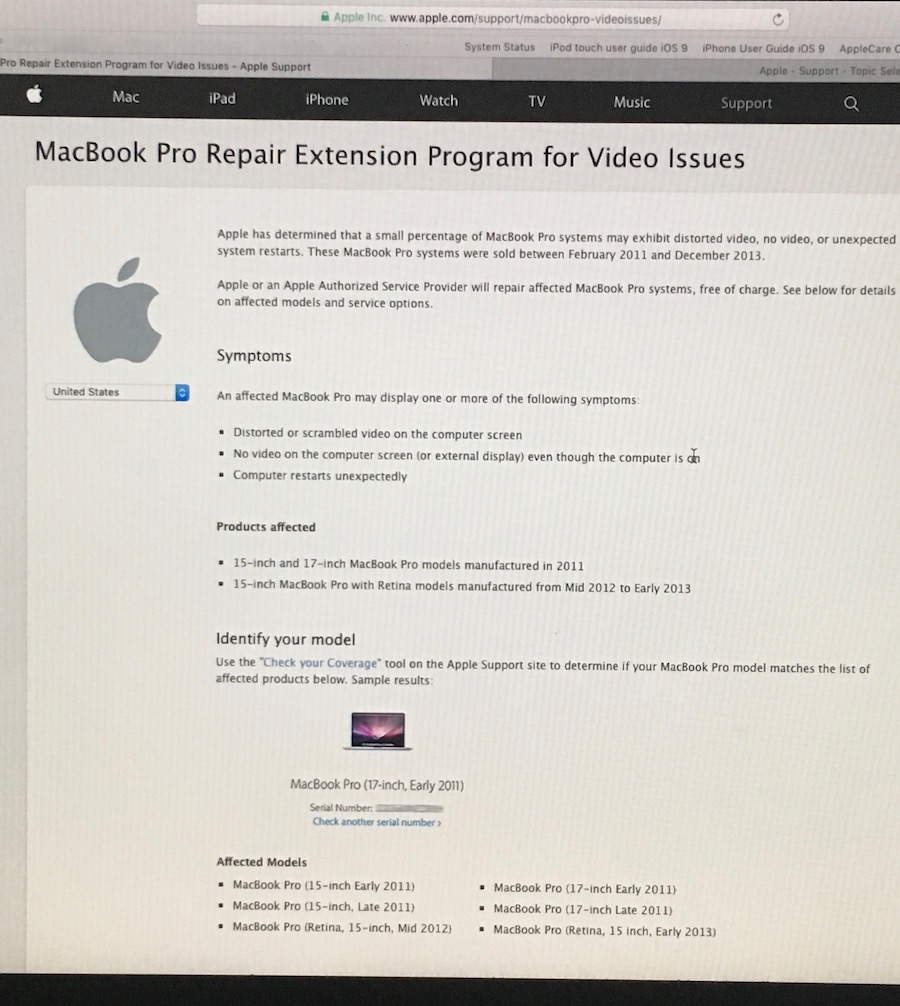 Apple Inc. www.apple.com/support/macbookpro-videoissues/
System Status iPod touch user guide iOS 9 iPhone User Guide iOS 9 AppleCare
Pro Repair Extension Program for Video Issues - Apple Support
Apple - Support - Topic
Mac iPad iPhone Watch TV Music Support
MacBook Pro Repair Extension Program for Video Issues
Apple has determined that a small percentage of MacBook Pro systems may exhibit distorted video, no video, or unexpected
system restarts. These MacBook Pro systems were sold between February 2011 and December 2013.
Apple or an Apple Authorized Service Provider will repair affected MacBook Pro systems, free of charge. See below for details
on affected models and service options.
United States
Symptoms
An affected MacBook Pro may display one or more of the following symptoms:
▪ Distorted or scrambled video on the computer screen
▪ No video on the computer screen (or external display) even though the computer is on
▪ Computer restarts unexpectedly
Products affected
▪ 15-inch and 17-inch MacBook Pro models manufactured in 2011
▪ 15-inch MacBook Pro with Retina models manufactured from Mid 2012 to Early 2013
Identify your model
Use the "Check your Coverage" tool on the Apple Support site to determine if your MacBook Pro model matches the list of
affected products below. Sample results:
MacBook Pro (17-inch, Early 2011)
Serial Number:
Check another serial number ›
Affected Models
▪ MacBook Pro (15-inch Early 2011)
▪ MacBook Pro (15-inch, Late 2011)
▪ MacBook Pro (Retina, 15-inch, Mid 2012)
▪ MacBook Pro (17-inch Early 2011)
▪ MacBook Pro (17-inch Late 2011)
▪ MacBook Pro (Retina, 15 inch, Early 2013)